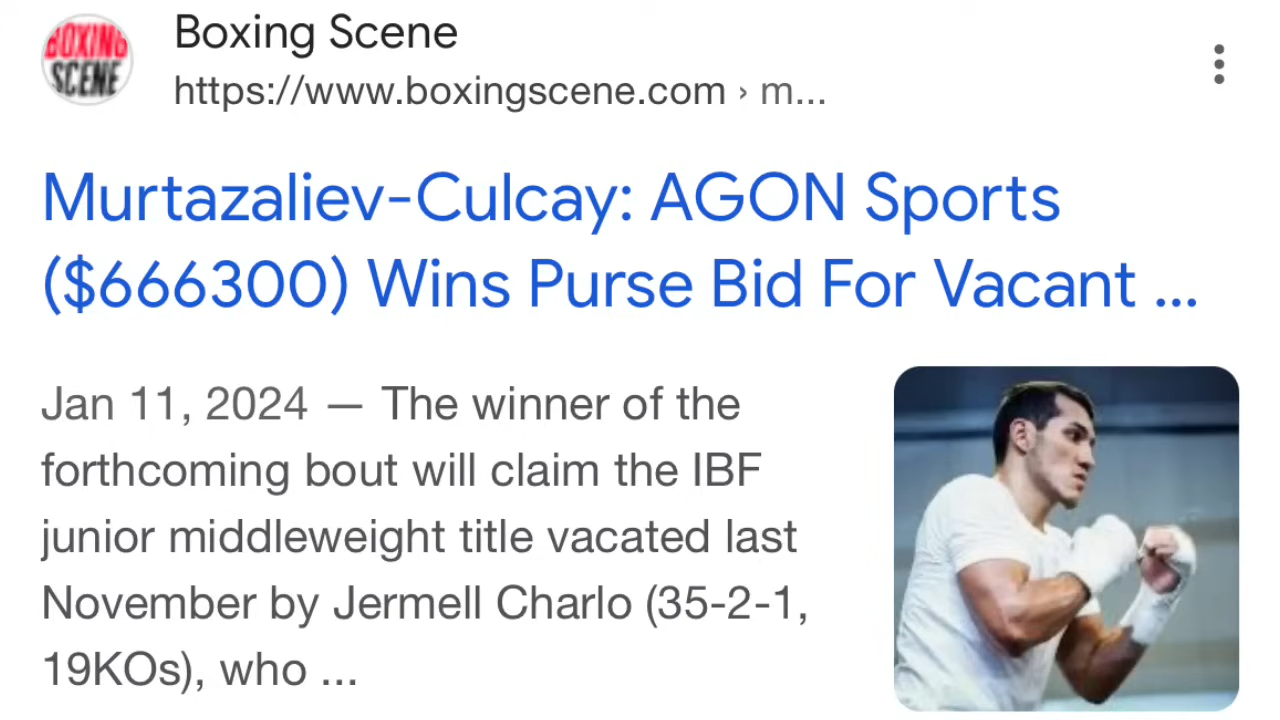 BOXING
SCENE
Boxing Scene
https://www.boxingscene.com › m...
Murtazaliev-Culcay: AGON Sports
($666300) Wins Purse Bid For Vacant ...
Jan 11, 2024 — The winner of the
forthcoming bout will claim the IBF
junior middleweight title vacated last
November by Jermell Charlo (35-2-1,
19KOs), who ...